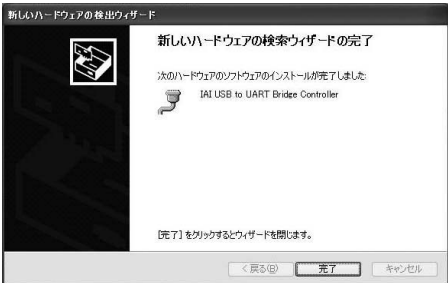 新しいハードウェアの検出ウィザード
新しいハードウェアの検索ウィザードの完了
次のハードウェアのソフトウェアのインストールが完了しました:
IAI USB to UART Bridge Controller
[完了] をクリックするとウィザードを閉じます。
< 戻る(B) 完了 キャンセル